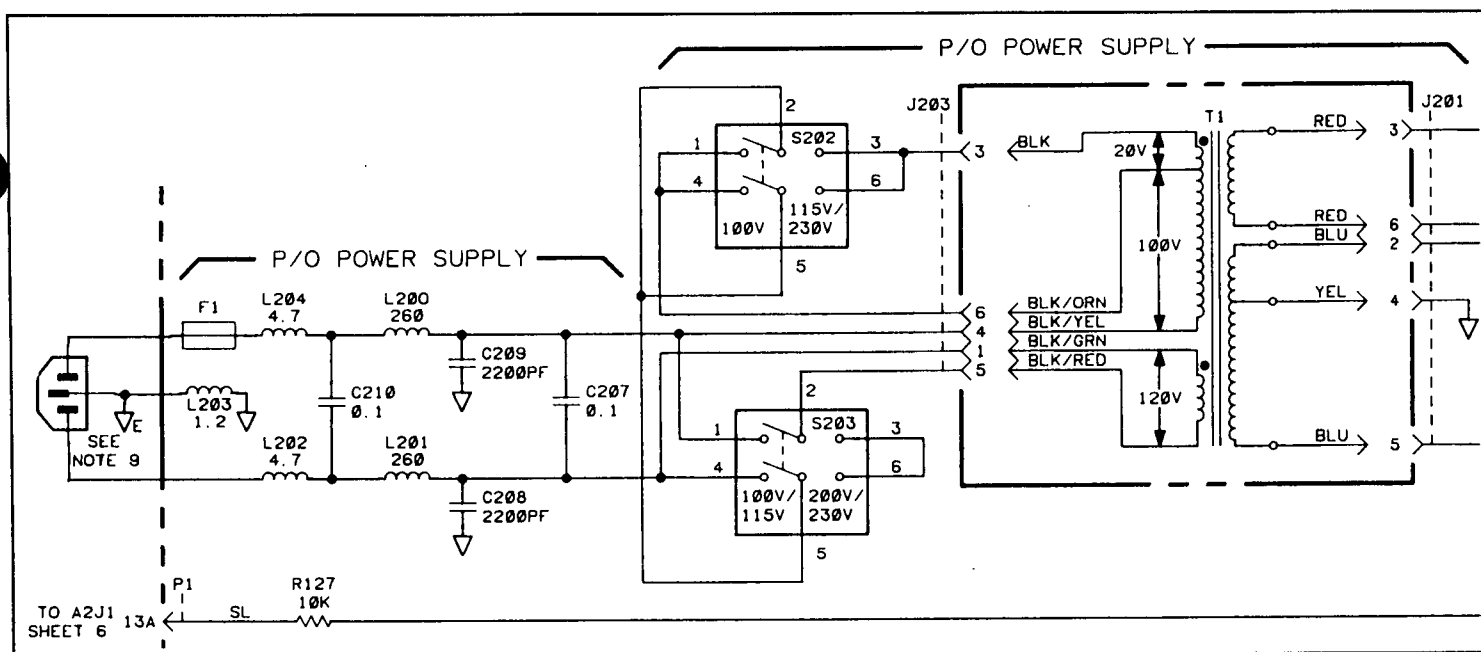 P/O POWER SUPPLY
J203
J201
2
S202
1
3
4
6
100V
115V/
230V
5
3
BLK
T1
20V
100V
120V
RED
3
RED
6
BLU
2
YEL
4
BLU
5
BLK/ORN
6
BLK/YEL
4
BLK/GRN
1
BLK/RED
5
P/O POWER SUPPLY
F1
L204
4.7
L200
260
C209
2200PF
C210
0.1
C207
0.1
L203
1.2
E
SEE
NOTE 9
L202
4.7
L201
260
C208
2200PF
2
S203
1
3
4
6
100V/
115V
200V/
230V
5
P1
R127
10K
TO A2J1
SHEET 6
13A
SL